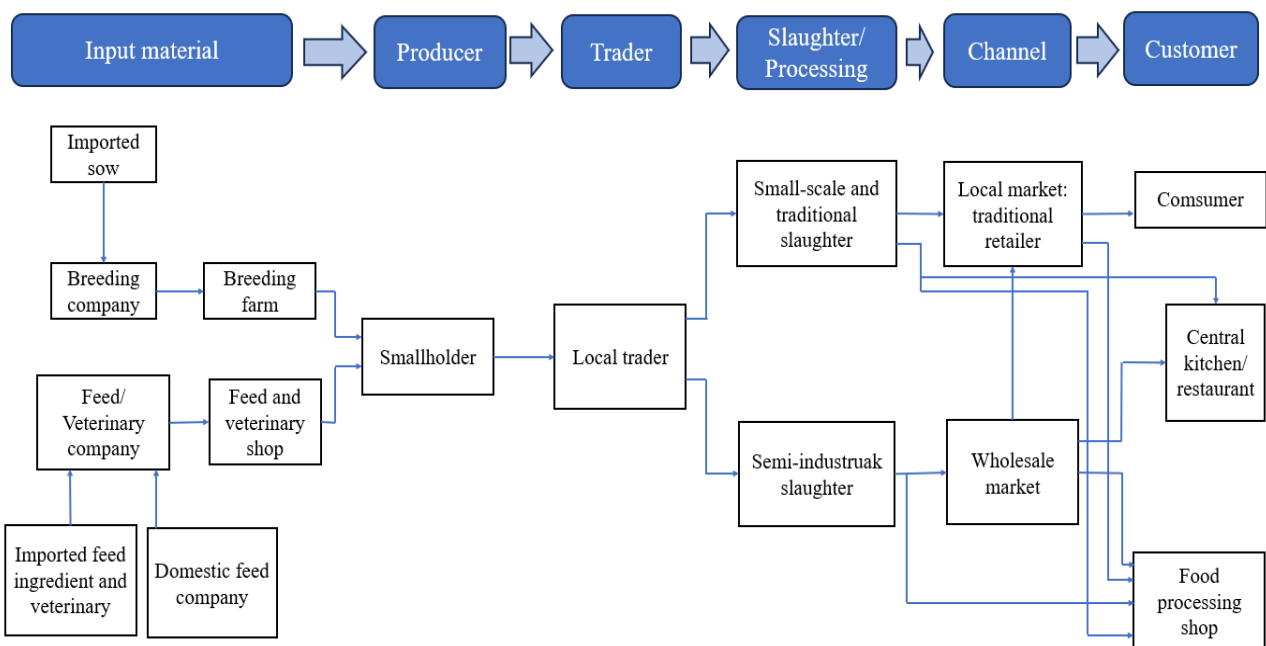 Input material
Producer
Trader
Slaughter/
Processing
Channel
Customer
Imported
sow
Small-scale and
traditional
slaughter
Local market:
traditional
retailer
Comsumer
Breeding
company
Breeding
farm
Smallholder
Local trader
Central
kitchen/
restaurant
Feed/
Veterinary
company
Feed and
veterinary
shop
Semi-industruak
slaughter
Wholesale
market
Imported feed
ingredient and
veterinary
Domestic feed
company
Food
processing
shop